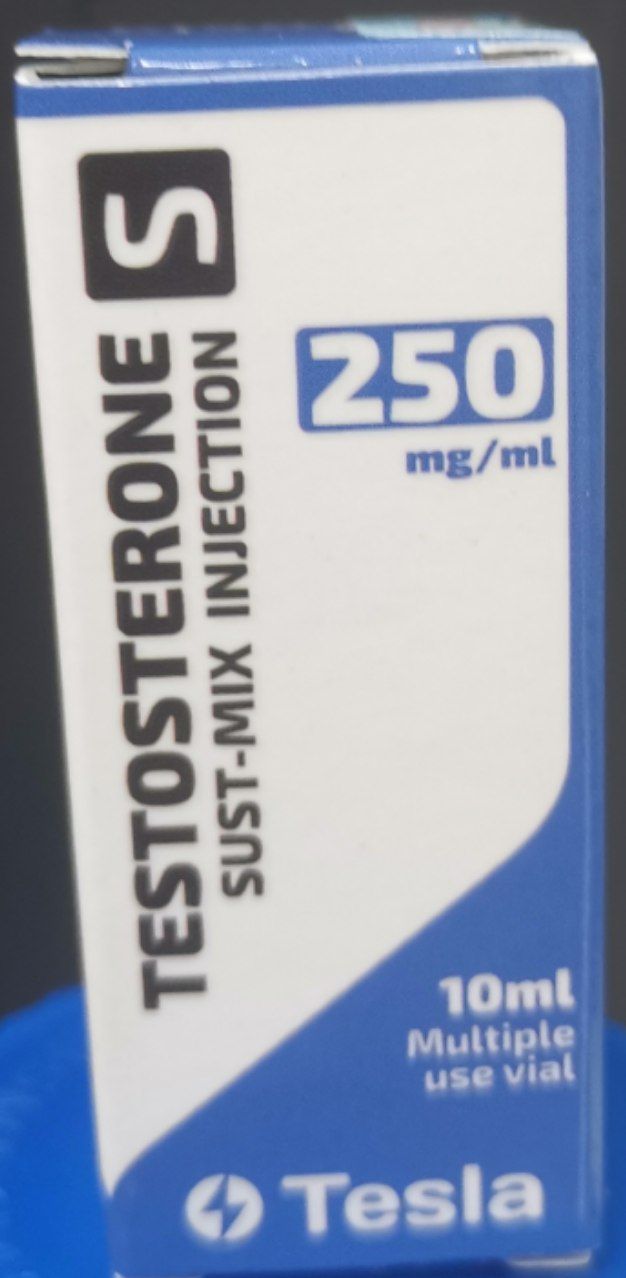 TESTOSTERONE S
SUST-MIX INJECTION
250
mg/ml
10ml
Multiple
use vial
Tesla